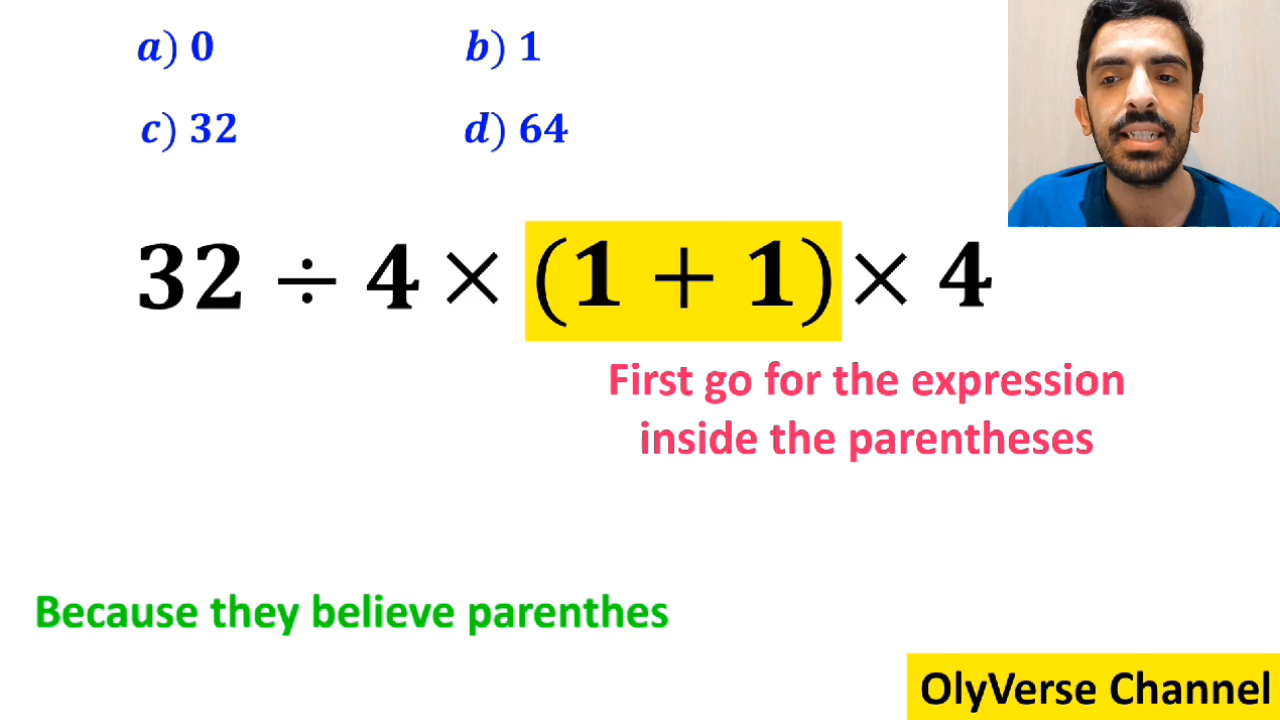 a) 0 b) 1
c) 32 d) 64
32 ÷ 4 × (1 + 1) × 4
First go for the expression
inside the parentheses
Because they believe parenthes
OlyVerse Channel